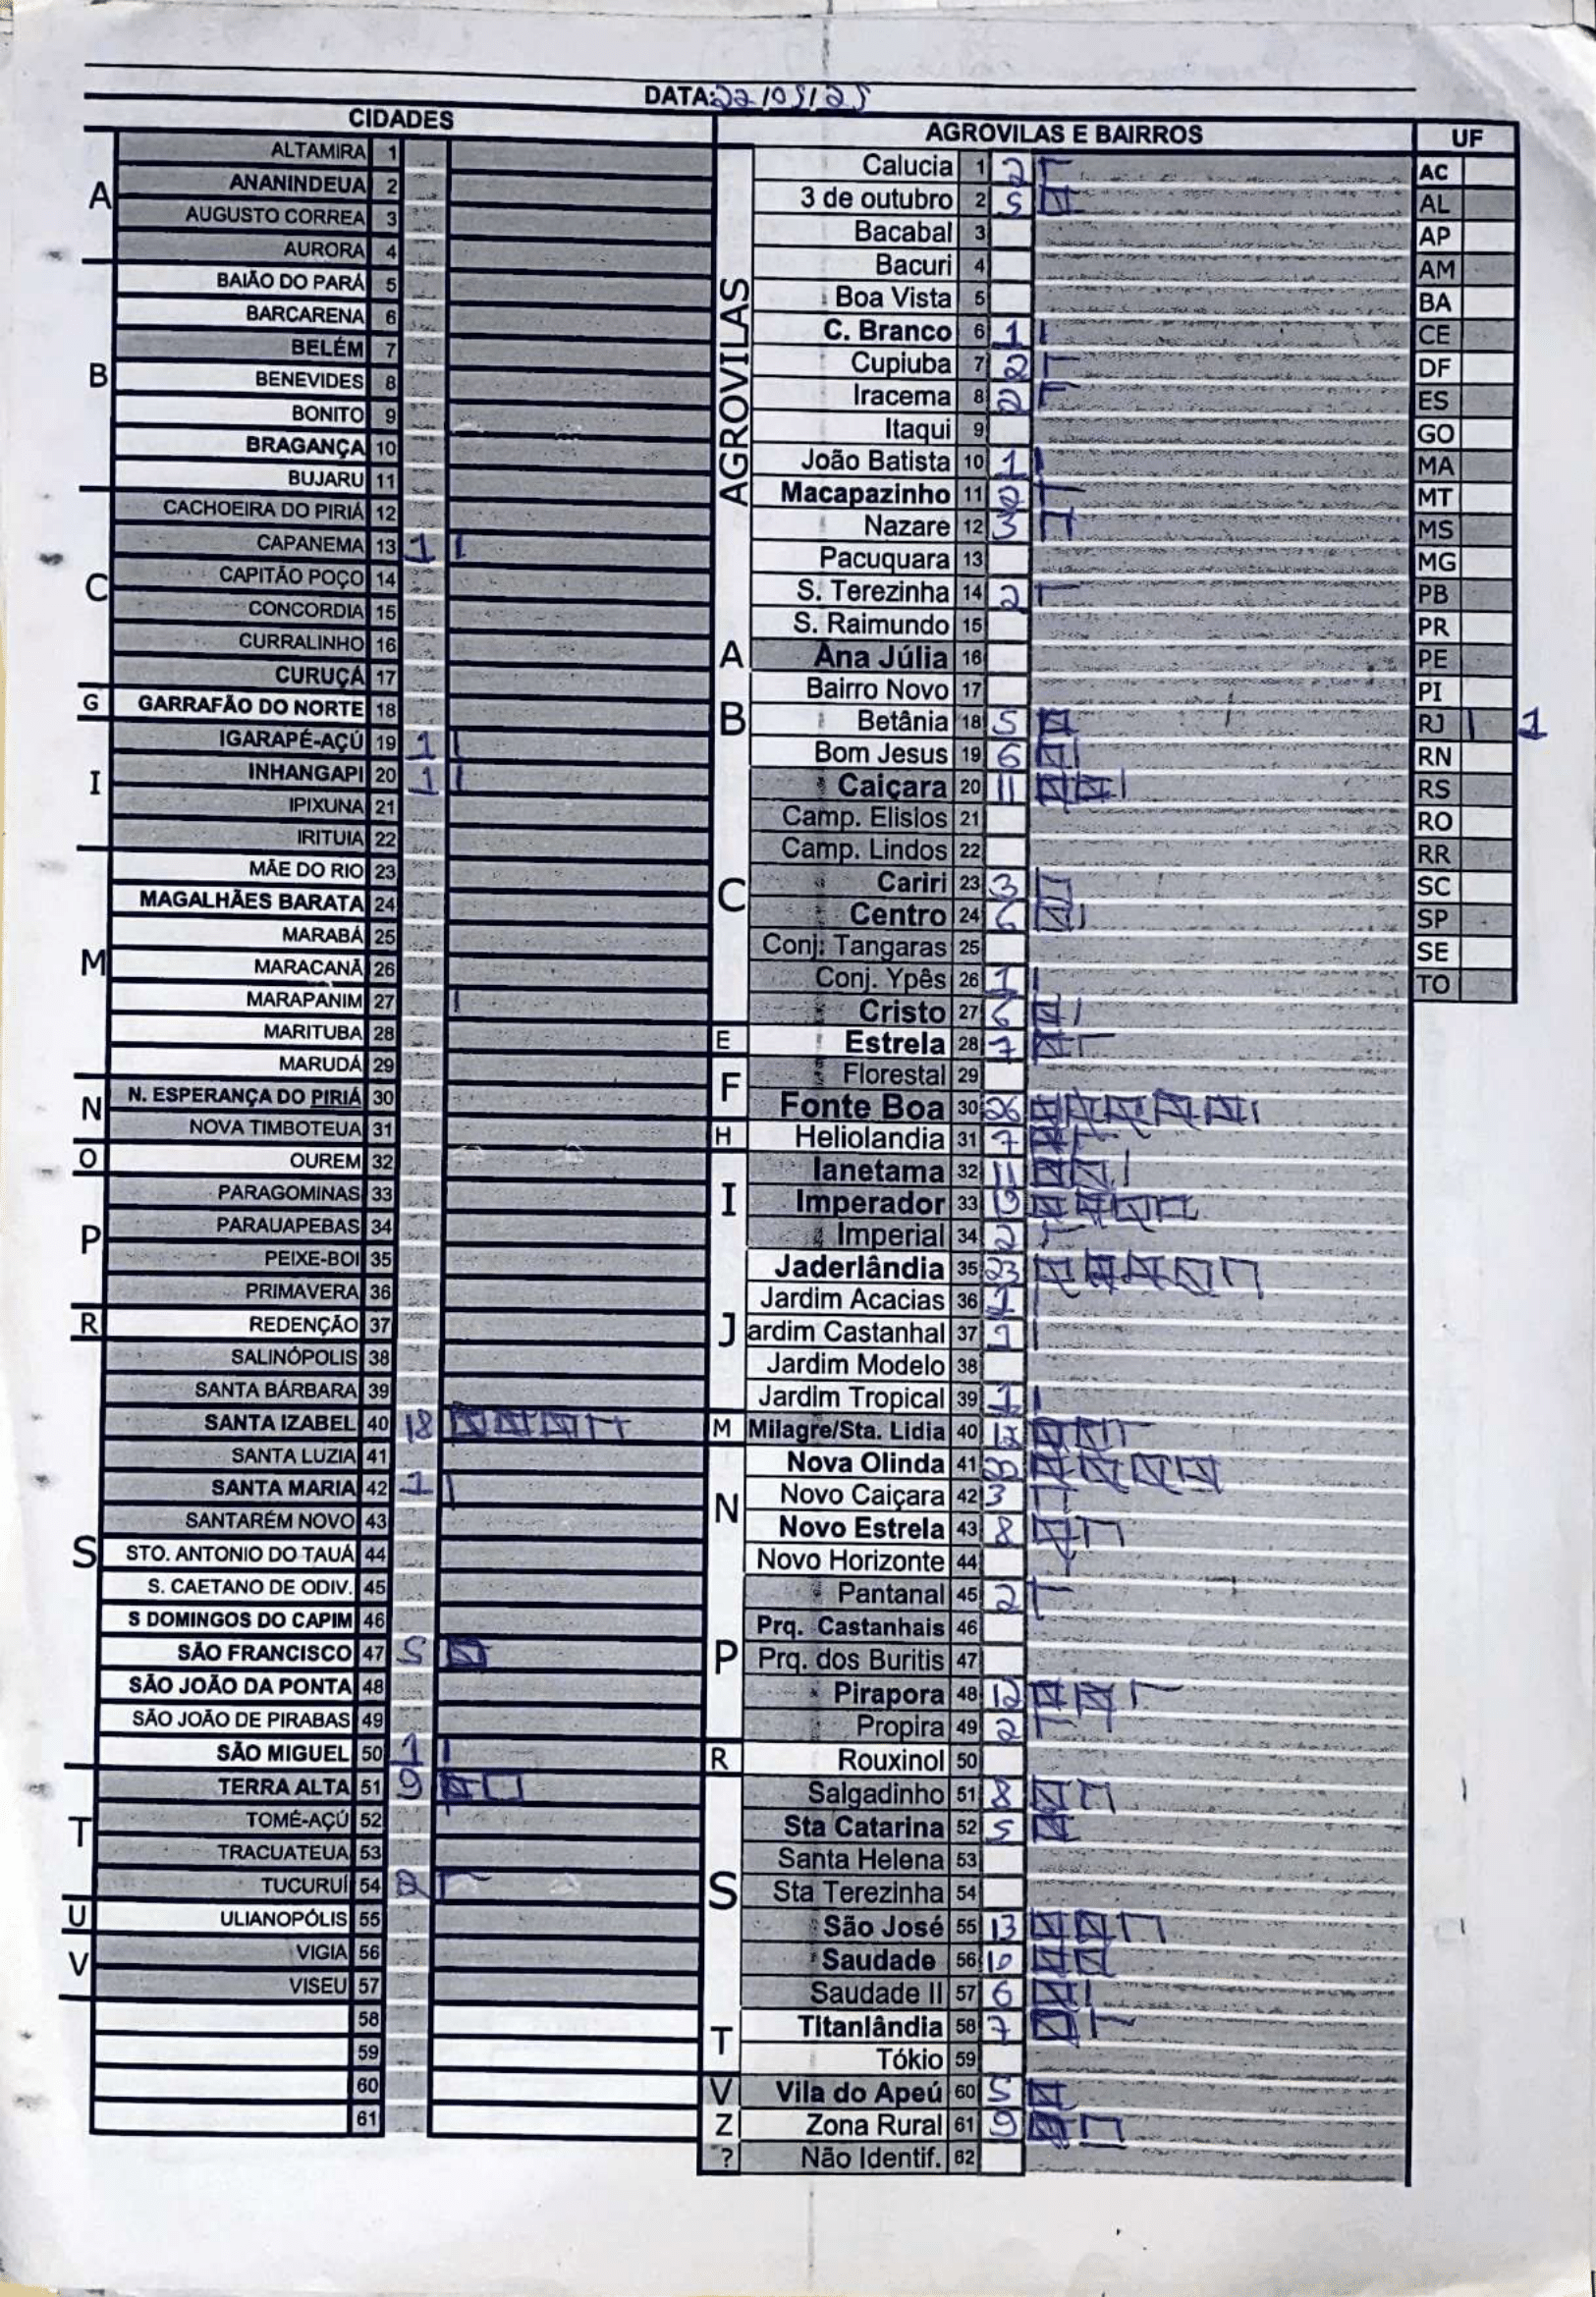 DATA: 22/05/25
CIDADES
A
ALTAMIRA 1
ANANINDEUA 2
AUGUSTO CORREA 3
AURORA 4
B
BAIÃO DO PARÁ 5
BARCARENA 6
BELÉM 7
BENEVIDES 8
BONITO 9
BRAGANÇA 10
BUJARU 11
C
CACHOEIRA DO PIRIÁ 12
CAPANEMA 13 1
CAPITÃO POÇO 14
CONCORDIA 15
CURRALINHO 16
CURUÇÁ 17
G
GARRAFÃO DO NORTE 18
I
IGARAPÉ-AÇÚ 19 1
INHANGAPI 20 1
IPIXUNA 21
IRITUIA 22
M
MÃE DO RIO 23
MAGALHÃES BARATA 24
MARABÁ 25
MARACANÃ 26
MARAPANIM 27
MARITUBA 28
MARUDÁ 29
N
N. ESPERANÇA DO PIRIÁ 30
NOVA TIMBOTEUA 31
O
OUREM 32
P
PARAGOMINAS 33
PARAUAPEBAS 34
PEIXE-BOI 35
PRIMAVERA 36
R
REDENÇÃO 37
S
SALINÓPOLIS 38
SANTA BÁRBARA 39
SANTA IZABEL 40 18
SANTA LUZIA 41
SANTA MARIA 42 1
SANTARÉM NOVO 43
STO. ANTONIO DO TAUÁ 44
S. CAETANO DE ODIV. 45
S DOMINGOS DO CAPIM 46
SÃO FRANCISCO 47 5
SÃO JOÃO DA PONTA 48
SÃO JOÃO DE PIRABAS 49
SÃO MIGUEL 50 1
T
TERRA ALTA 51 9
TOMÉ-AÇÚ 52
TRACUATEUA 53
TUCURUÍ 54 2
U
ULIANOPÓLIS 55
V
VIGIA 56
VISEU 57
58
59
60
61
AGROVILAS E BAIRROS
AGROVILAS
Calucia 1 2
3 de outubro 2 5
Bacabal 3
Bacuri 4
Boa Vista 5
C. Branco 6 1
Cupiuba 7 2
Iracema 8 2
Itaqui 9
João Batista 10 1
Macapazinho 11 2
Nazare 12 3
Pacuquara 13
S. Terezinha 14 2
S. Raimundo 15
A
Ana Júlia 16
B
Bairro Novo 17
Betânia 18 5
Bom Jesus 19 6
C
Caiçara 20 11
Camp. Elisios 21
Camp. Lindos 22
Cariri 23 3
Centro 24 6
Conj. Tangaras 25
Conj. Ypês 26 1
Cristo 27 6
E
Estrela 28 7
F
Florestal 29
Fonte Boa 30 26
H
Heliolandia 31 7
I
Ianetama 32 11
Imperador 33
Imperial 34 2
J
Jaderlândia 35 23
Jardim Acacias 36 1
ardim Castanhal 37 1
Jardim Modelo 38
Jardim Tropical 39 1
M
Milagre/Sta. Lidia 40 12
N
Nova Olinda 41 20
Novo Caiçara 42 3
Novo Estrela 43 8
Novo Horizonte 44
P
Pantanal 45 2
Prq. Castanhais 46
Prq. dos Buritis 47
Pirapora 48 12
Propira 49 2
R
Rouxinol 50
S
Salgadinho 51 8
Sta Catarina 52 5
Santa Helena 53
Sta Terezinha 54
São José 55 13
Saudade 56 10
Saudade II 57 6
T
Titanlândia 58 7
Tókio 59
V
Vila do Apeú 60 5
Z
Zona Rural 61 9
?
Não Identif. 62
UF
AC
AL
AP
AM
BA
CE
DF
ES
GO
MA
MT
MS
MG
PB
PR
PE
PI
RJ 1
RN
RS
RO
RR
SC
SP
SE
TO